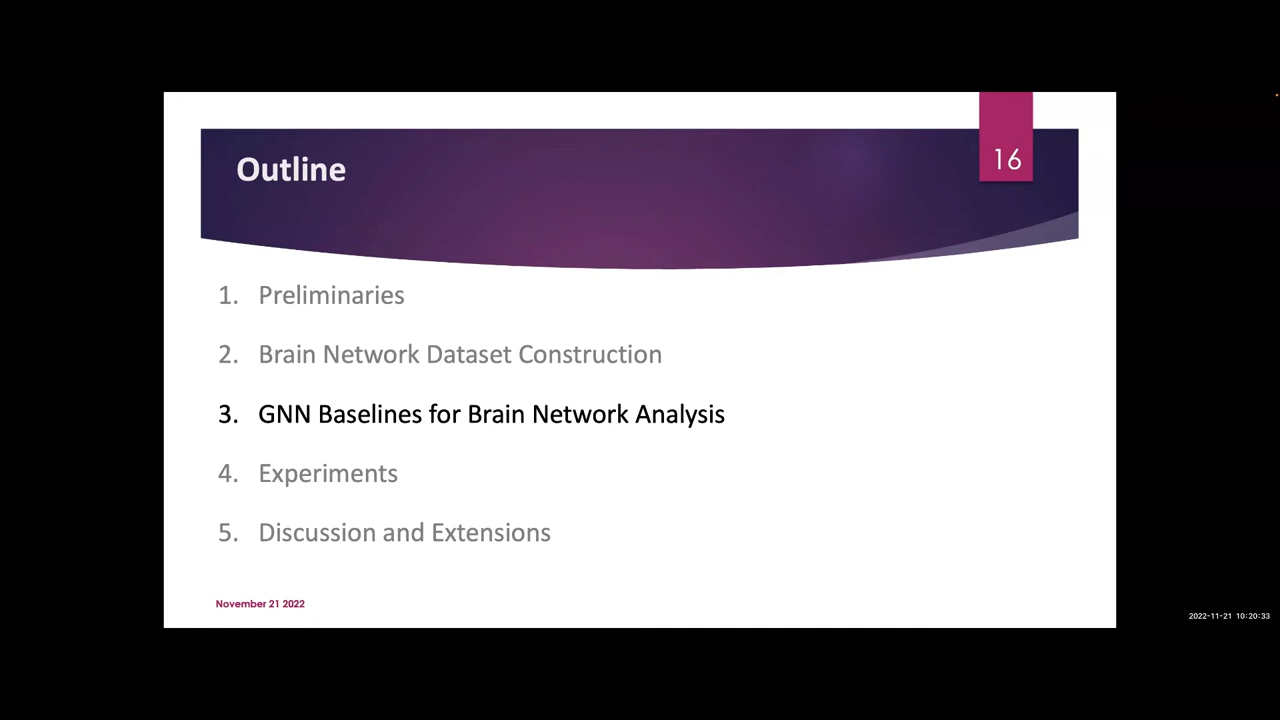 Outline
16
1. Preliminaries
2. Brain Network Dataset Construction
3. GNN Baselines for Brain Network Analysis
4. Experiments
5. Discussion and Extensions
November 21 2022
2022-11-21 10:20:33